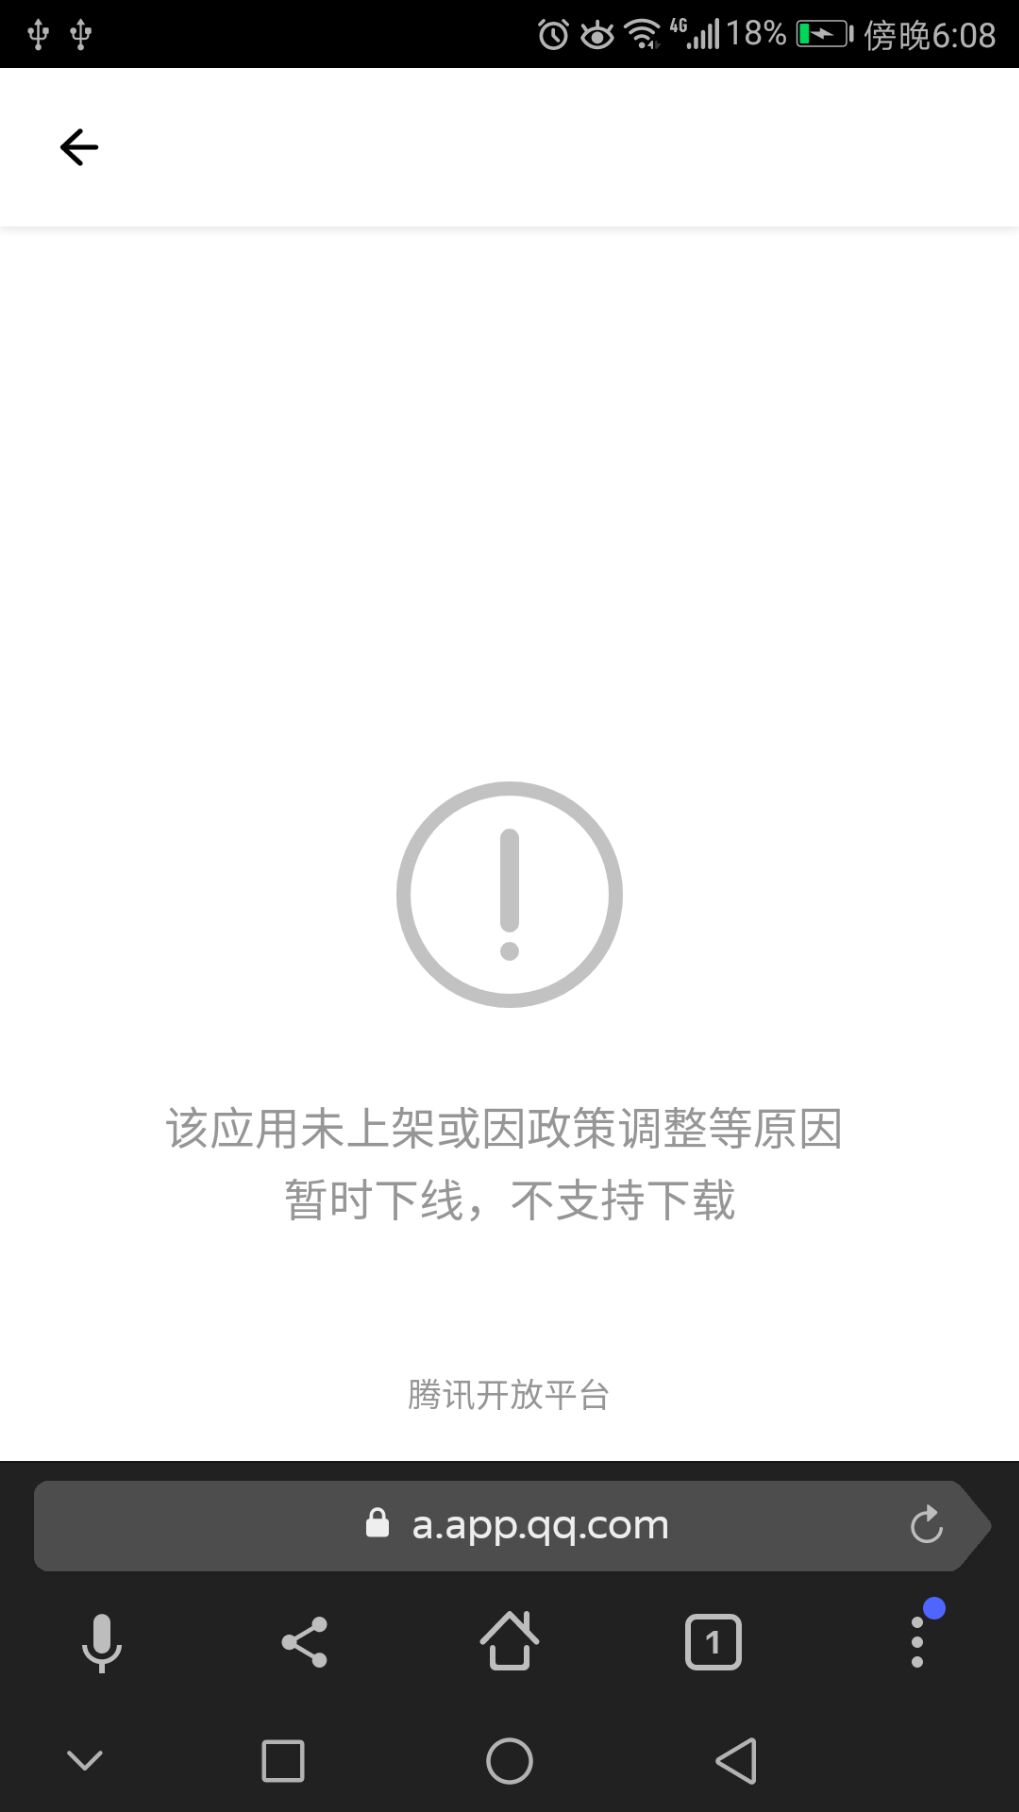 4G 18% 傍晚6:08
该应用未上架或因政策调整等原因
暂时下线，不支持下载
腾讯开放平台
a.app.qq.com
1